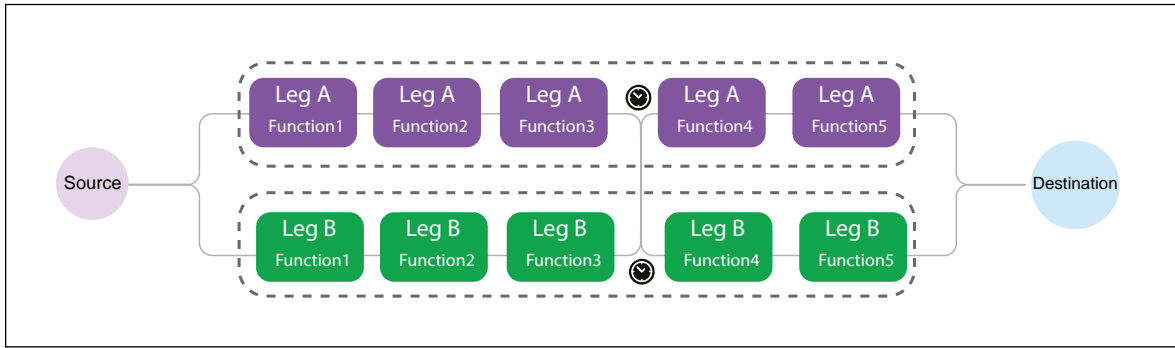 Source
Leg A
Function1
Leg A
Function2
Leg A
Function3
Leg A
Function4
Leg A
Function5
Leg B
Function1
Leg B
Function2
Leg B
Function3
Leg B
Function4
Leg B
Function5
Destination